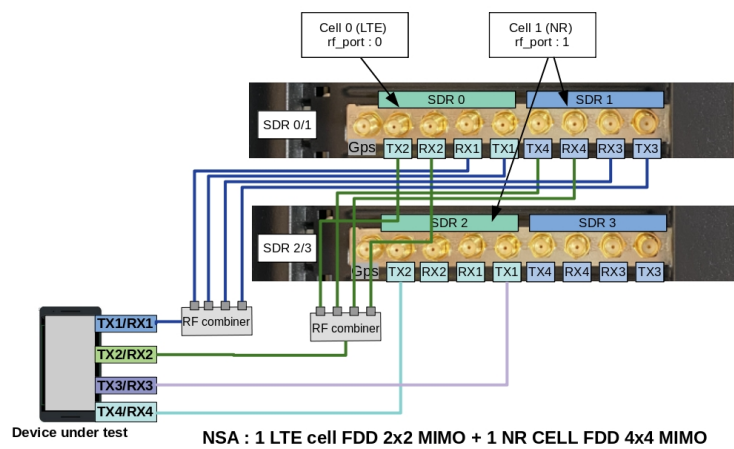 Cell 0 (LTE)
rf_port : 0
Cell 1 (NR)
rf_port : 1
SDR 0
SDR 1
SDR 0/1
Gps
TX2
RX2
RX1
TX1
TX4
RX4
RX3
TX3
SDR 2
SDR 3
SDR 2/3
Gps
TX2
RX2
RX1
TX1
TX4
RX4
RX3
TX3
RF combiner
RF combiner
TX1/RX1
TX2/RX2
TX3/RX3
TX4/RX4
Device under test
NSA : 1 LTE cell FDD 2x2 MIMO + 1 NR CELL FDD 4x4 MIMO